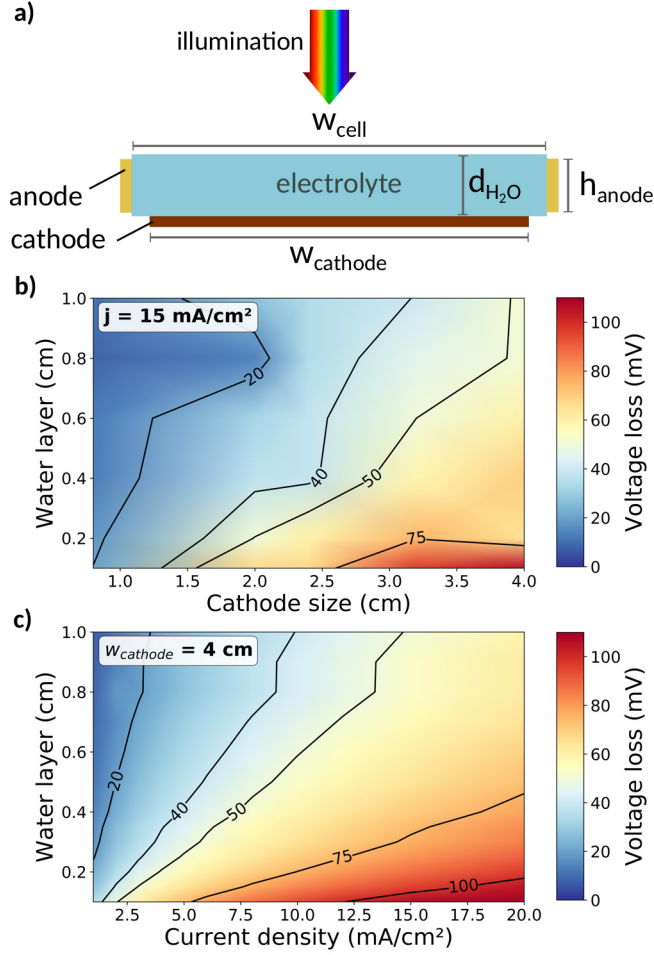 a)
illumination
w_cell
anode
electrolyte
d_H₂O
h_anode
cathode
w_cathode
b)
j = 15 mA/cm²
Water layer (cm)
1.0
0.8
0.6
0.4
0.2
20
40
50
75
1.0
1.5
2.0
2.5
3.0
3.5
4.0
Cathode size (cm)
100
80
60
40
20
0
Voltage loss (mV)
c)
w_cathode = 4 cm
Water layer (cm)
1.0
0.8
0.6
0.4
0.2
20
40
50
75
100
2.5
5.0
7.5
10.0
12.5
15.0
17.5
20.0
Current density (mA/cm²)
100
80
60
40
20
0
Voltage loss (mV)